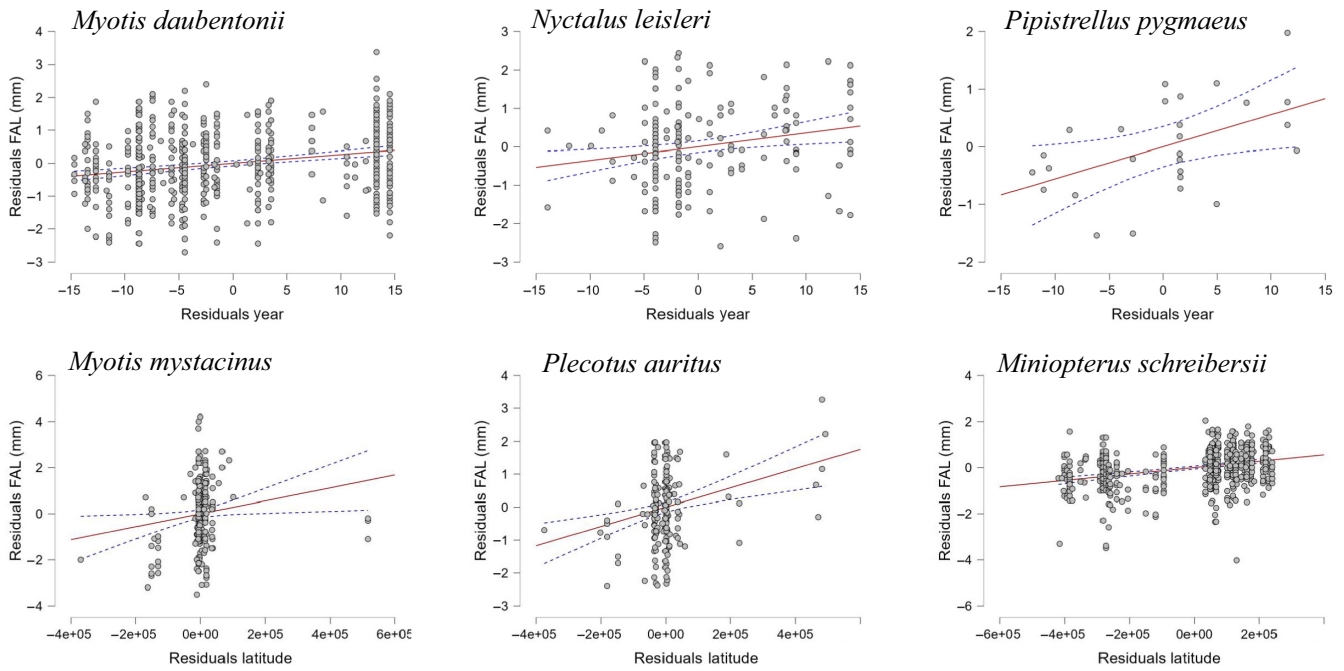 Myotis daubentonii
Nyctalus leisleri
Pipistrellus pygmaeus
4
3
2
1
0
−1
−2
−3
Residuals FAL (mm)
−15 −10 −5 0 5 10 15
Residuals year
3
2
1
0
−1
−2
−3
Residuals FAL (mm)
−15 −10 −5 0 5 10 15
Residuals year
2
1
0
−1
−2
Residuals FAL (mm)
−15 −10 −5 0 5 10 15
Residuals year
Myotis mystacinus
Plecotus auritus
Miniopterus schreibersii
6
4
2
0
−2
−4
Residuals FAL (mm)
−4e+05 −2e+05 0e+00 2e+05 4e+05 6e+05
Residuals latitude
4
3
2
1
0
−1
−2
−3
Residuals FAL (mm)
−4e+05 −2e+05 0e+00 2e+05 4e+05
Residuals latitude
4
2
0
−2
−4
−6
Residuals FAL (mm)
−6e+05 −4e+05 −2e+05 0e+00 2e+05
Residuals latitude